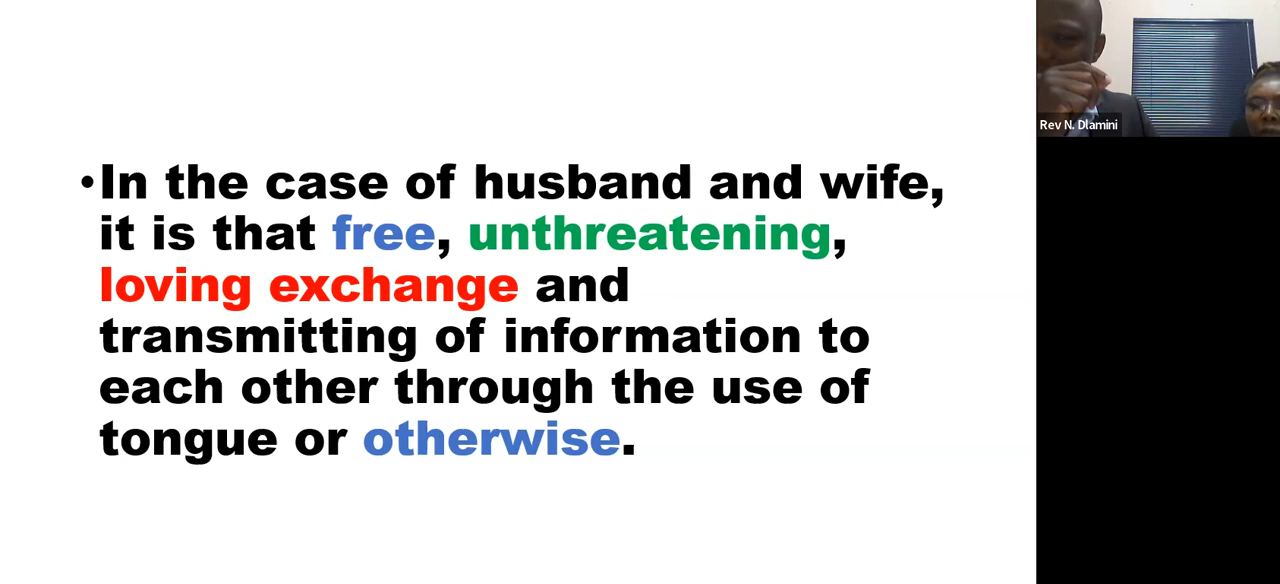 •In the case of husband and wife,
it is that free, unthreatening,
loving exchange and
transmitting of information to
each other through the use of
tongue or otherwise.
Rev N. Dlamini